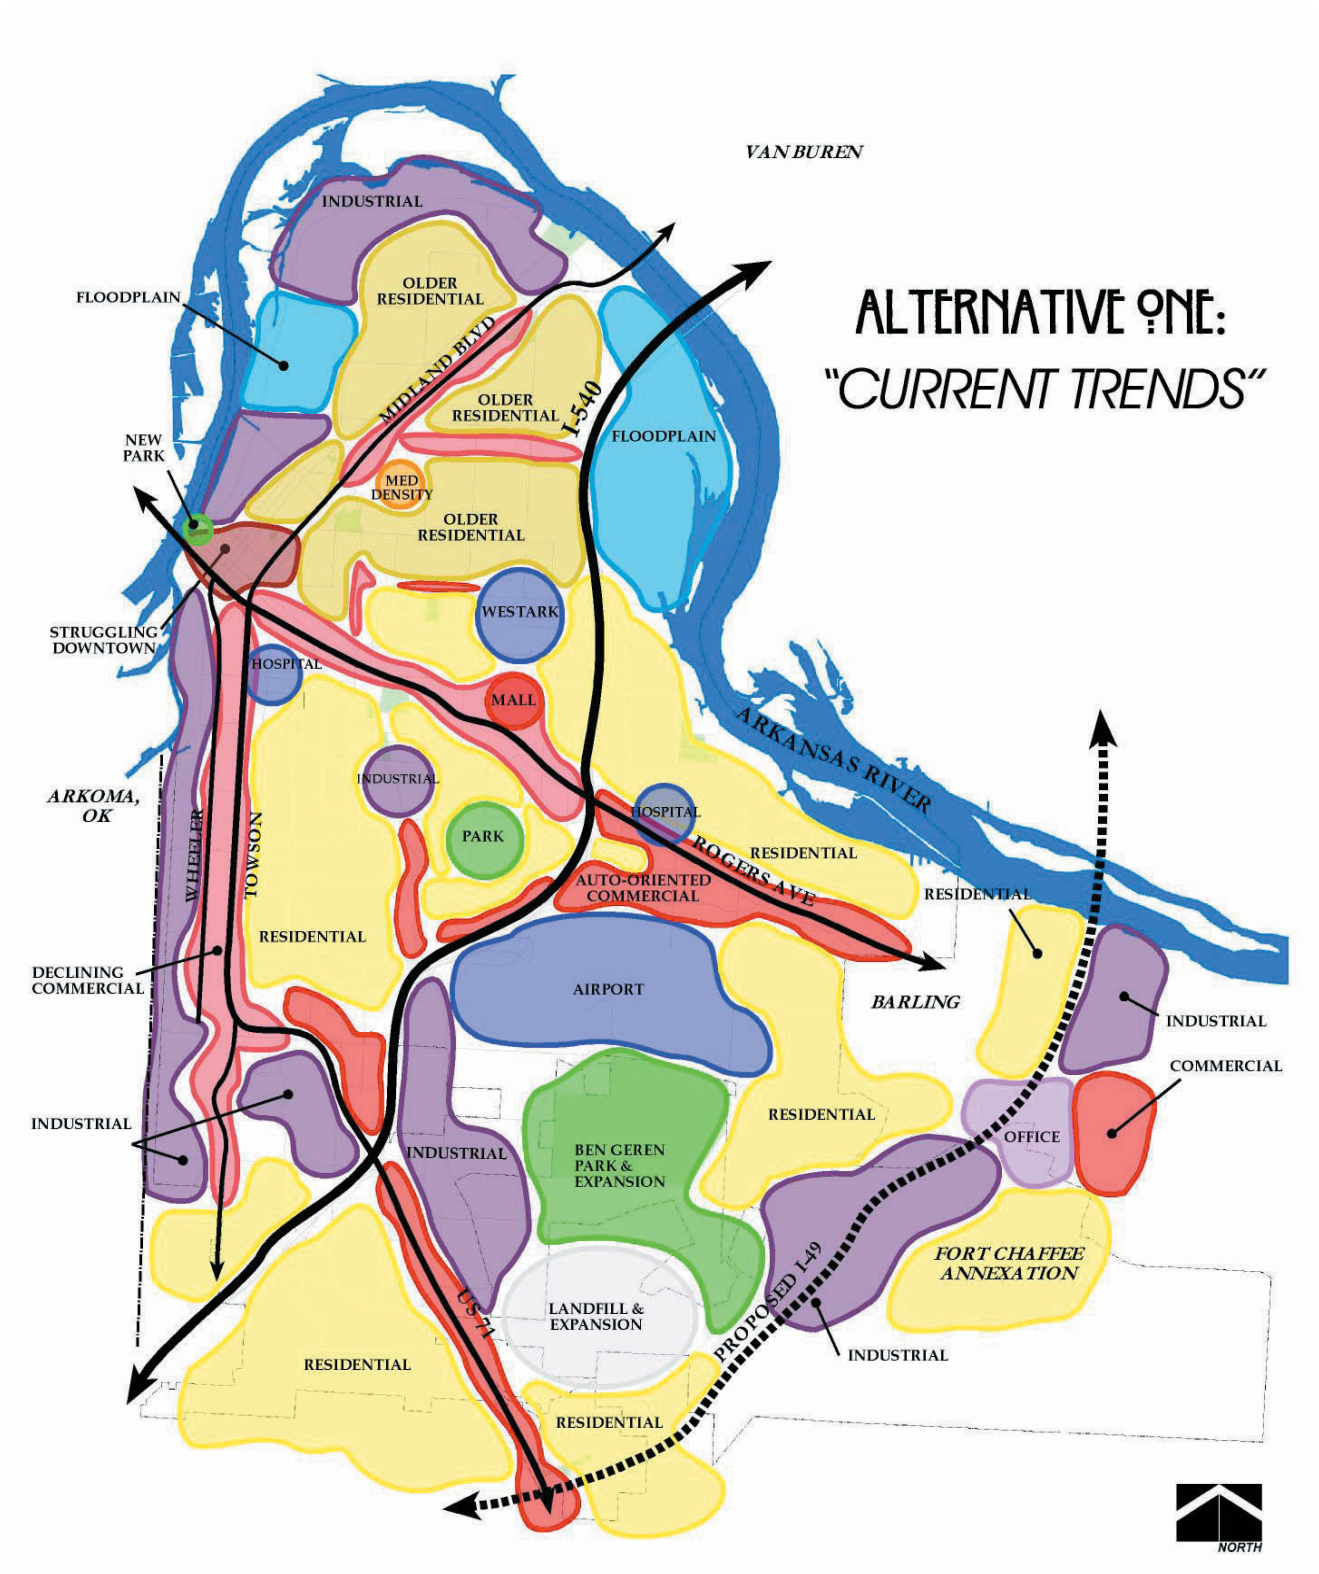 VAN BUREN
INDUSTRIAL
OLDER
RESIDENTIAL
FLOODPLAIN
ALTERNATIVE ONE:
"CURRENT TRENDS"
MIDLAND BLVD
OLDER
RESIDENTIAL
I-540
FLOODPLAIN
NEW
PARK
MED
DENSITY
OLDER
RESIDENTIAL
WESTARK
STRUGGLING
DOWNTOWN
HOSPITAL
MALL
ARKANSAS RIVER
INDUSTRIAL
ARKOMA,
OK
WHEELER
TOWSON
PARK
HOSPITAL
ROGERS AVE
RESIDENTIAL
AUTO-ORIENTED
COMMERCIAL
RESIDENTIAL
RESIDENTIAL
DECLINING
COMMERCIAL
AIRPORT
BARLING
INDUSTRIAL
COMMERCIAL
INDUSTRIAL
RESIDENTIAL
OFFICE
INDUSTRIAL
BEN GEREN
PARK &
EXPANSION
FORT CHAFFEE
ANNEXATION
PROPOSED I-49
US 71
LANDFILL &
EXPANSION
INDUSTRIAL
RESIDENTIAL
RESIDENTIAL
NORTH